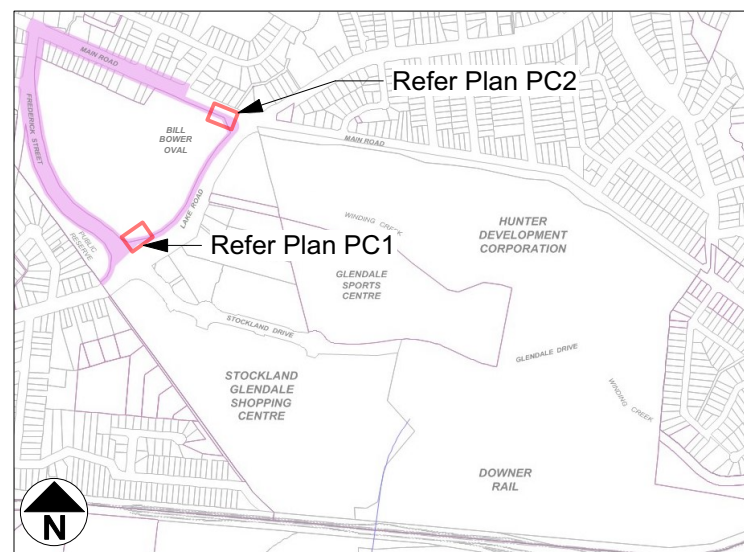 MAIN ROAD
Refer Plan PC2
FREDERICK STREET
BILL
BOWER
OVAL
MAIN ROAD
LAKE ROAD
PUBLIC
RESERVE
Refer Plan PC1
WINDING CREEK
HUNTER
DEVELOPMENT
CORPORATION
GLENDALE
SPORTS
CENTRE
STOCKLAND DRIVE
GLENDALE DRIVE
STOCKLAND
GLENDALE
SHOPPING
CENTRE
WINDING CREEK
DOWNER
RAIL
N